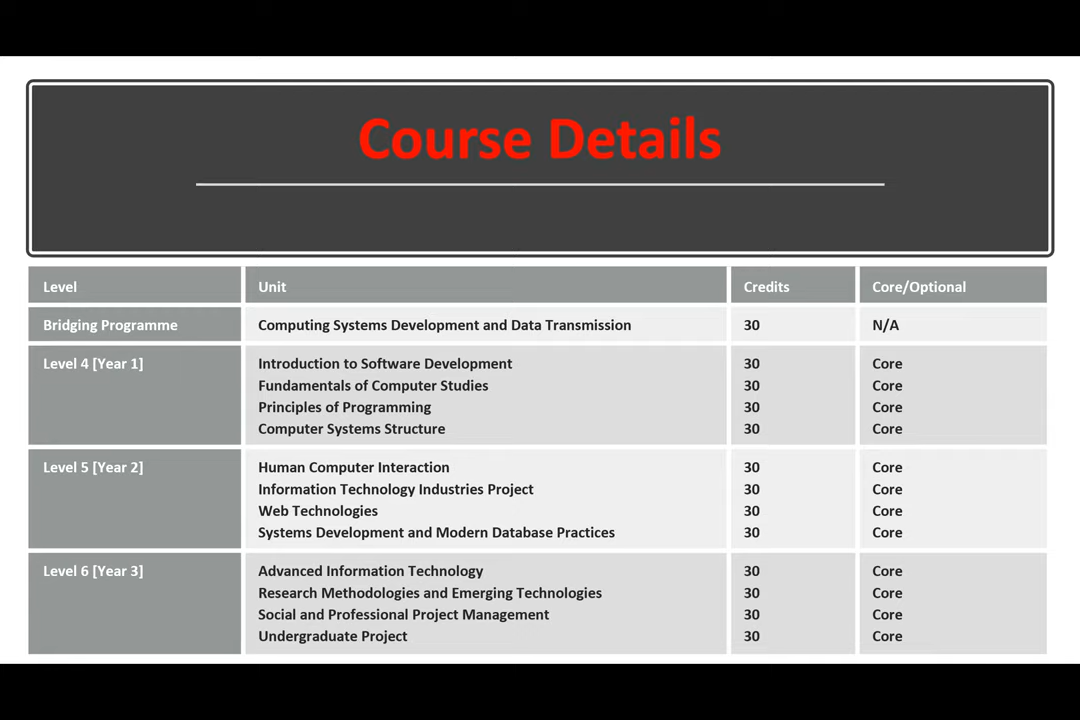 Course Details
Level Unit Credits Core/Optional
Bridging Programme Computing Systems Development and Data Transmission 30 N/A
Level 4 [Year 1] Introduction to Software Development 30 Core
Fundamentals of Computer Studies 30 Core
Principles of Programming 30 Core
Computer Systems Structure 30 Core
Level 5 [Year 2] Human Computer Interaction 30 Core
Information Technology Industries Project 30 Core
Web Technologies 30 Core
Systems Development and Modern Database Practices 30 Core
Level 6 [Year 3] Advanced Information Technology 30 Core
Research Methodologies and Emerging Technologies 30 Core
Social and Professional Project Management 30 Core
Undergraduate Project 30 Core